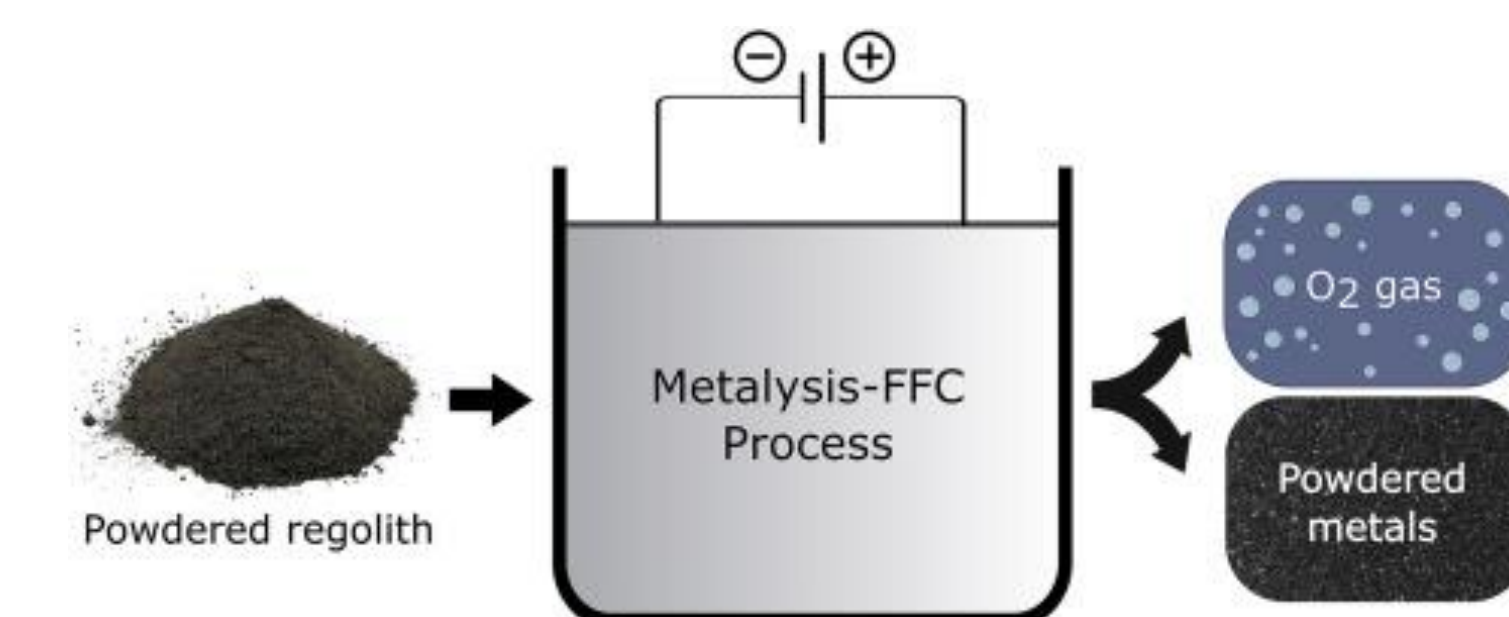 − +
Powdered regolith
Metalysis-FFC
Process
O2 gas
Powdered
metals